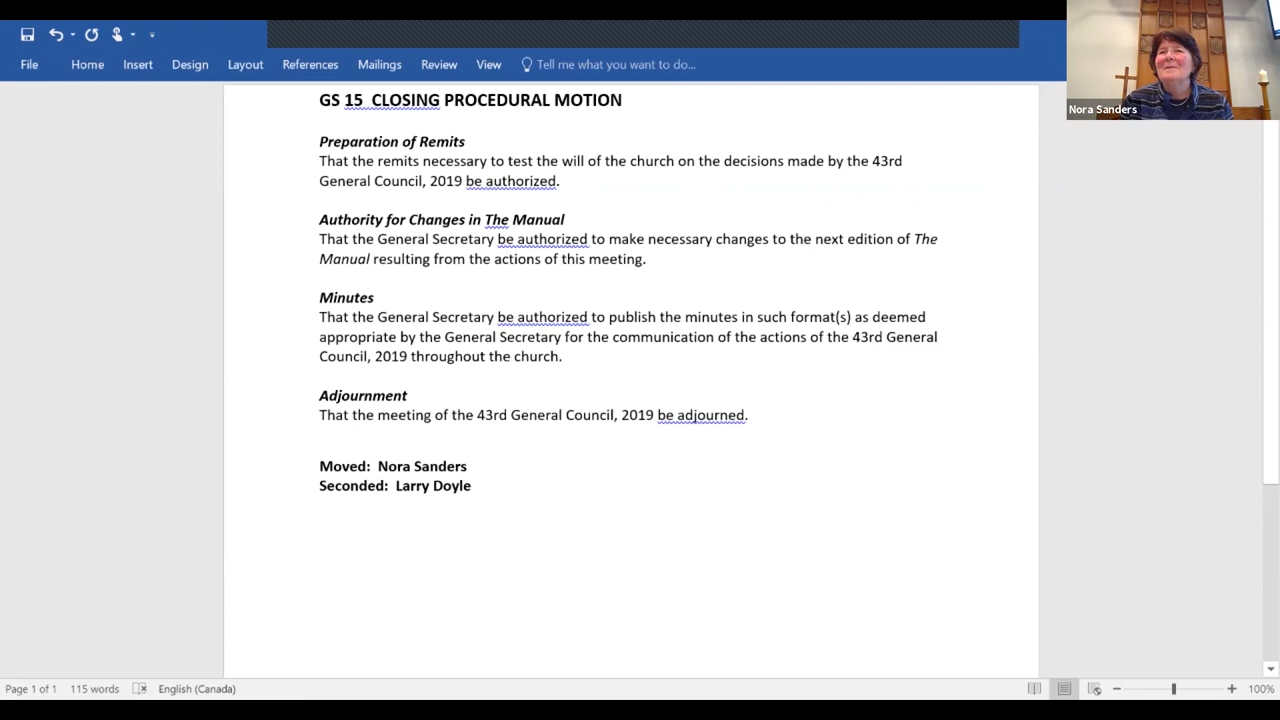 File Home Insert Design Layout References Mailings Review View Tell me what you want to do...
Nora Sanders
GS 15 CLOSING PROCEDURAL MOTION
Preparation of Remits
That the remits necessary to test the will of the church on the decisions made by the 43rd
General Council, 2019 be authorized.
Authority for Changes in The Manual
That the General Secretary be authorized to make necessary changes to the next edition of The
Manual resulting from the actions of this meeting.
Minutes
That the General Secretary be authorized to publish the minutes in such format(s) as deemed
appropriate by the General Secretary for the communication of the actions of the 43rd General
Council, 2019 throughout the church.
Adjournment
That the meeting of the 43rd General Council, 2019 be adjourned.
Moved: Nora Sanders
Seconded: Larry Doyle
Page 1 of 1 115 words English (Canada) 100%